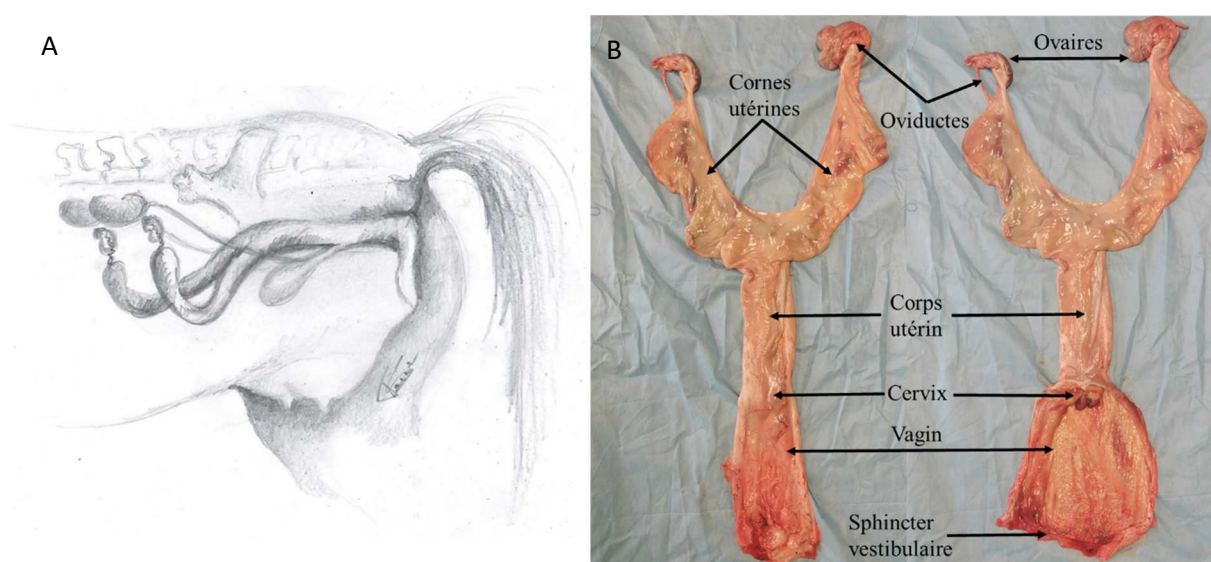 A
B
Ovaires
Cornes
utérines
Oviductes
Corps
utérin
Cervix
Vagin
Sphincter
vestibulaire